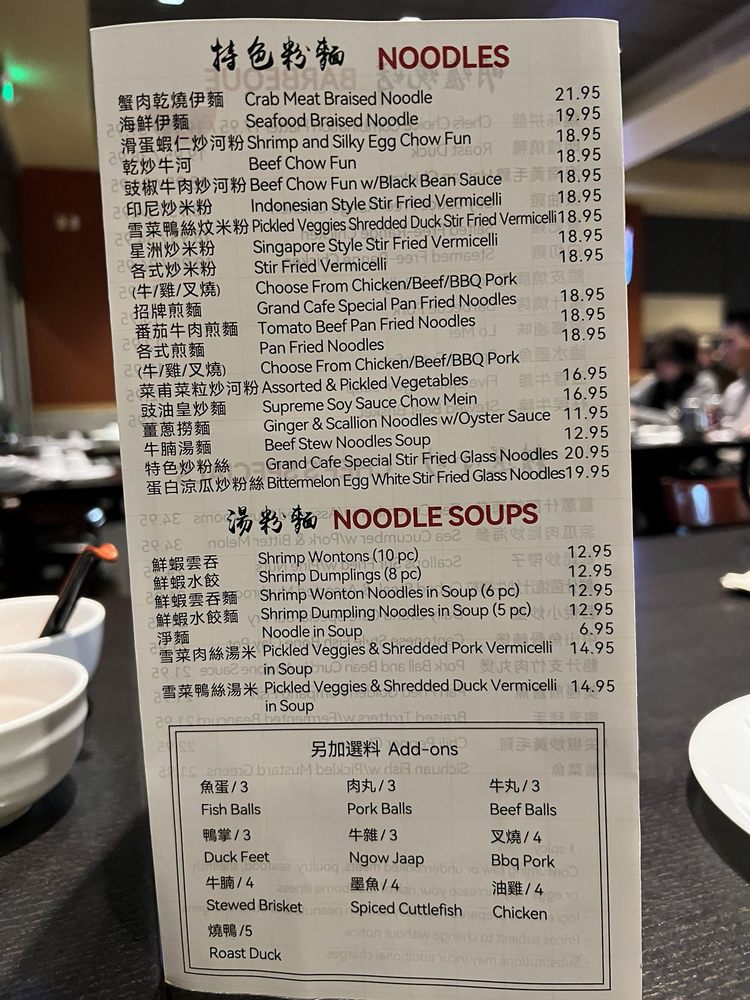 特色粉麵 NOODLES
蟹肉乾燒伊麵 Crab Meat Braised Noodle 21.95
海鮮伊麵 Seafood Braised Noodle 19.95
滑蛋蝦仁炒河粉 Shrimp and Silky Egg Chow Fun 18.95
乾炒牛河 Beef Chow Fun 18.95
豉椒牛肉炒河粉 Beef Chow Fun w/Black Bean Sauce 18.95
印尼炒米粉 Indonesian Style Stir Fried Vermicelli 18.95
雪菜鴨絲炆米粉 Pickled Veggies Shredded Duck Stir Fried Vermicelli 18.95
星洲炒米粉 Singapore Style Stir Fried Vermicelli 18.95
各式炒米粉 Stir Fried Vermicelli 18.95
(牛/雞/叉燒) Choose From Chicken/Beef/BBQ Pork
招牌煎麵 Grand Cafe Special Pan Fried Noodles 18.95
番茄牛肉煎麵 Tomato Beef Pan Fried Noodles 18.95
各式煎麵 Pan Fried Noodles 18.95
(牛/雞/叉燒) Choose From Chicken/Beef/BBQ Pork
菜甫菜粒炒河粉 Assorted & Pickled Vegetables 16.95
豉油皇炒麵 Supreme Soy Sauce Chow Mein 16.95
薑蔥撈麵 Ginger & Scallion Noodles w/Oyster Sauce 11.95
牛腩湯麵 Beef Stew Noodles Soup 12.95
特色炒粉絲 Grand Cafe Special Stir Fried Glass Noodles 20.95
蛋白涼瓜炒粉絲 Bittermelon Egg White Stir Fried Glass Noodles 19.95
湯粉麵 NOODLE SOUPS
鮮蝦雲吞 Shrimp Wontons (10 pc) 12.95
鮮蝦水餃 Shrimp Dumplings (8 pc) 12.95
鮮蝦雲吞麵 Shrimp Wonton Noodles in Soup (6 pc) 12.95
鮮蝦水餃麵 Shrimp Dumpling Noodles in Soup (5 pc) 12.95
淨麵 Noodle in Soup 6.95
雪菜肉絲湯米 Pickled Veggies & Shredded Pork Vermicelli 14.95
in Soup
雪菜鴨絲湯米 Pickled Veggies & Shredded Duck Vermicelli 14.95
in Soup
另加選料 Add-ons
魚蛋/3 肉丸/3 牛丸/3
Fish Balls Pork Balls Beef Balls
鴨掌/3 牛雜/3 叉燒/4
Duck Feet Ngow Jaap Bbq Pork
牛腩/4 墨魚/4 油雞/4
Stewed Brisket Spiced Cuttlefish Chicken
燒鴨/5
Roast Duck